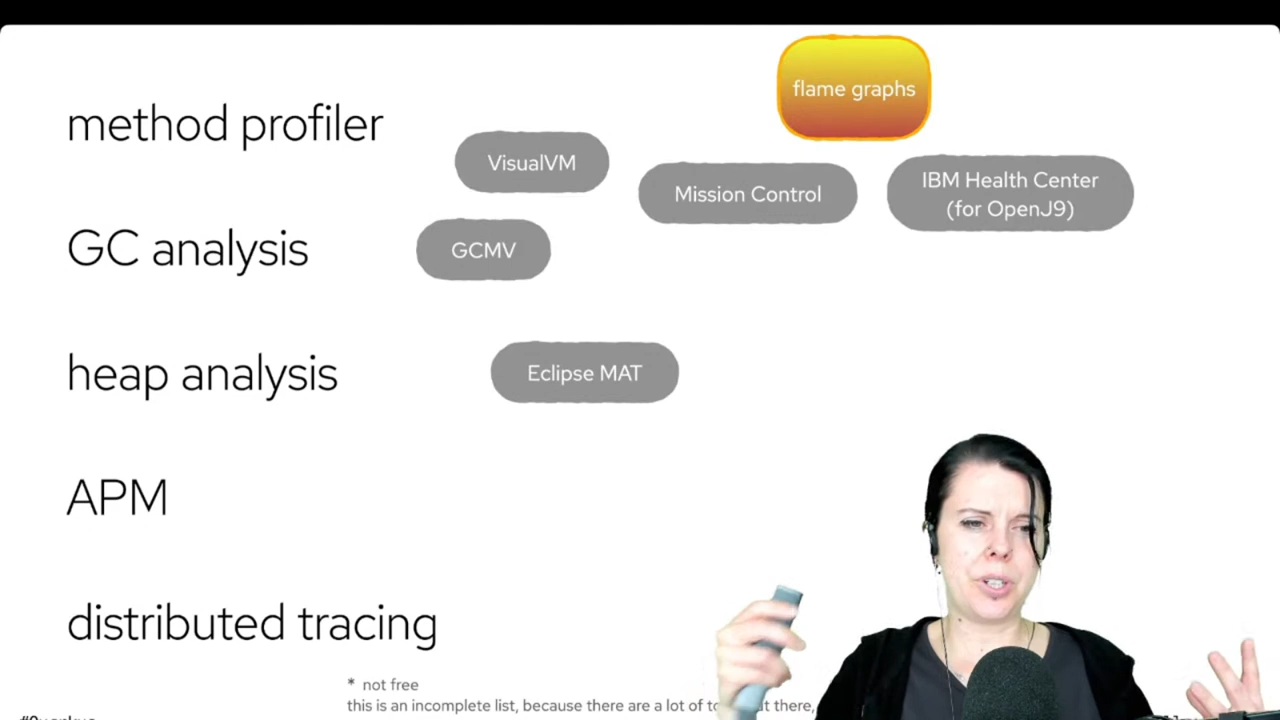 flame graphs
method profiler
VisualVM
Mission Control
IBM Health Center
(for OpenJ9)
GC analysis
GCMV
heap analysis
Eclipse MAT
APM
distributed tracing
* not free
this is an incomplete list, because there are a lot of there,